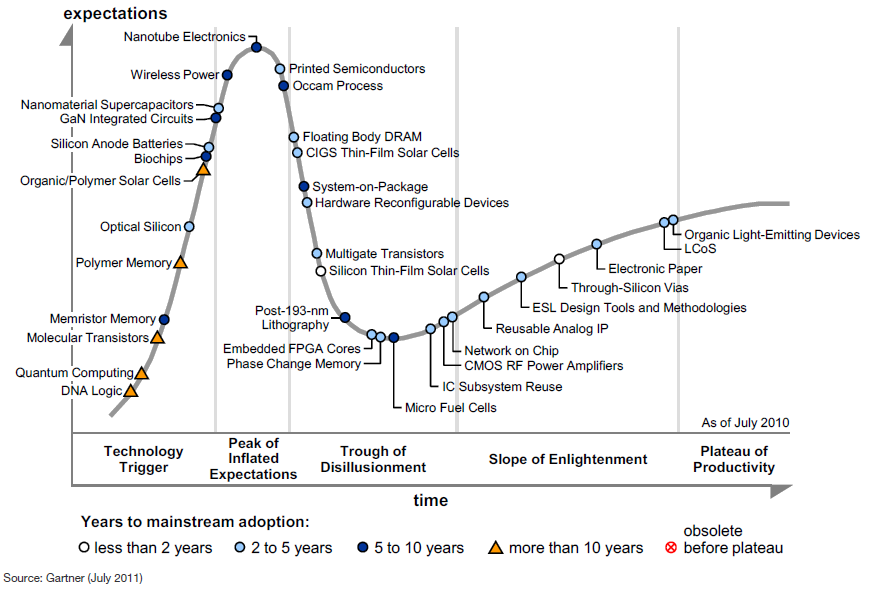 expectations
Nanotube Electronics
Wireless Power
Printed Semiconductors
Occam Process
Nanomaterial Supercapacitors
GaN Integrated Circuits
Floating Body DRAM
Silicon Anode Batteries
CIGS Thin-Film Solar Cells
Biochips
Organic/Polymer Solar Cells
System-on-Package
Hardware Reconfigurable Devices
Optical Silicon
Organic Light-Emitting Devices
LCoS
Multigate Transistors
Polymer Memory
Silicon Thin-Film Solar Cells
Electronic Paper
Through-Silicon Vias
Post-193-nm
Lithography
ESL Design Tools and Methodologies
Memristor Memory
Reusable Analog IP
Molecular Transistors
Embedded FPGA Cores
Network on Chip
Phase Change Memory
CMOS RF Power Amplifiers
Quantum Computing
IC Subsystem Reuse
DNA Logic
Micro Fuel Cells
As of July 2010
Technology
Trigger
Peak of
Inflated
Expectations
Trough of
Disillusionment
Slope of Enlightenment
Plateau of
Productivity
time
Years to mainstream adoption:
less than 2 years
2 to 5 years
5 to 10 years
more than 10 years
obsolete
before plateau
Source: Gartner (July 2011)